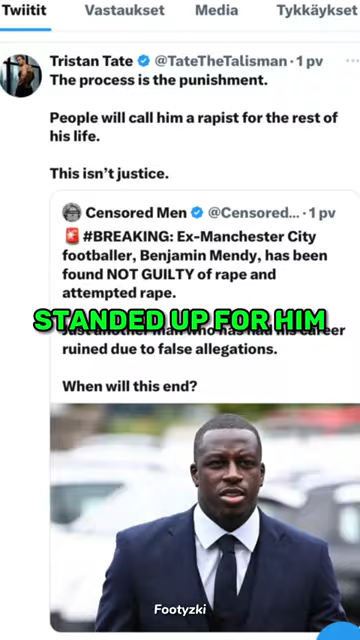 Twiitit Vastaukset Media Tykkäykset
Tristan Tate @TateTheTalisman · 1 pv
The process is the punishment.
People will call him a rapist for the rest of
his life.
This isn't justice.
Censored Men @Censored... · 1 pv
🚨 #BREAKING: Ex-Manchester City
footballer, Benjamin Mendy, has been
found NOT GUILTY of rape and
attempted rape.
STANDED UP FOR HIM
Just another man who has had his career
ruined due to false allegations.
When will this end?
Footyzki